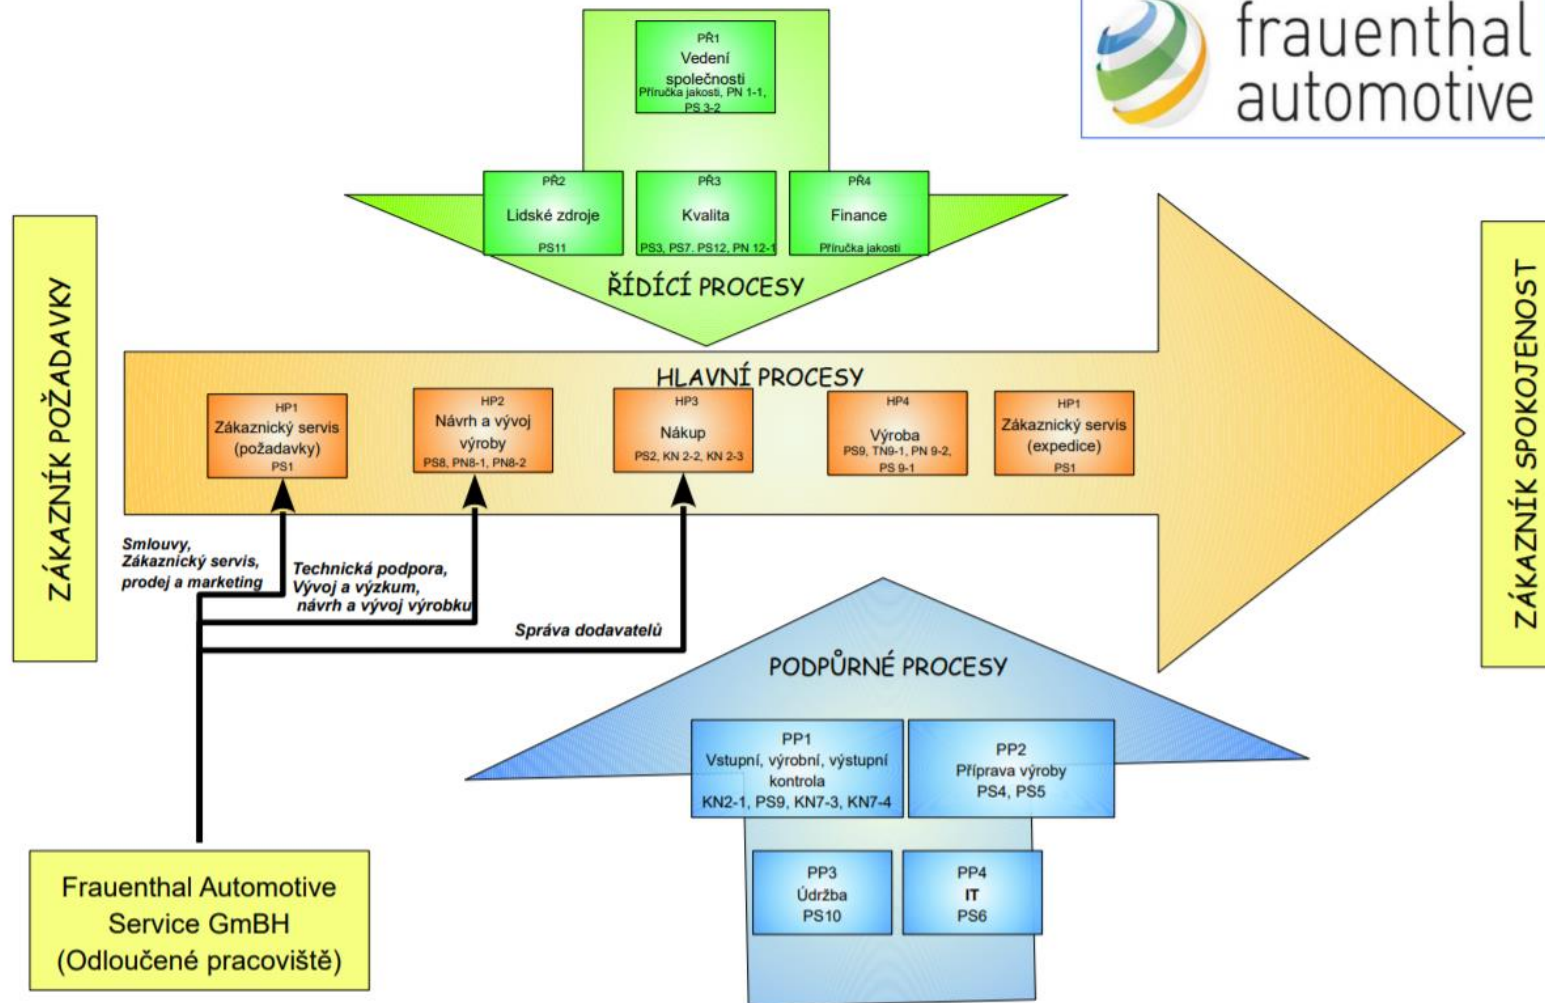 frauenthal
automotive
PŘ1
Vedení
společnosti
Příručka jakosti, PN 1-1,
PS 3-2
PŘ2
Lidské zdroje
PS11
PŘ3
Kvalita
PS3, PS7. PS12, PN 12-1
PŘ4
Finance
Příručka jakosti
ŘÍDÍCÍ PROCESY
ZÁKAZNÍK POŽADAVKY
HLAVNÍ PROCESY
HP1
Zákaznický servis
(požadavky)
PS1
HP2
Návrh a vývoj
výroby
PS8, PN8-1, PN8-2
HP3
Nákup
PS2, KN 2-2, KN 2-3
HP4
Výroba
PS9, TN9-1, PN 9-2,
PS 9-1
HP1
Zákaznický servis
(expedice)
PS1
ZÁKAZNÍK SPOKOJENOST
Smlouvy,
Zákaznický servis,
prodej a marketing
Technická podpora,
Vývoj a výzkum,
návrh a vývoj výrobku
Správa dodavatelů
PODPŮRNÉ PROCESY
PP1
Vstupní, výrobní, výstupní
kontrola
KN2-1, PS9, KN7-3, KN7-4
PP2
Příprava výroby
PS4, PS5
PP3
Údržba
PS10
PP4
IT
PS6
Frauenthal Automotive
Service GmBH
(Odloučené pracoviště)